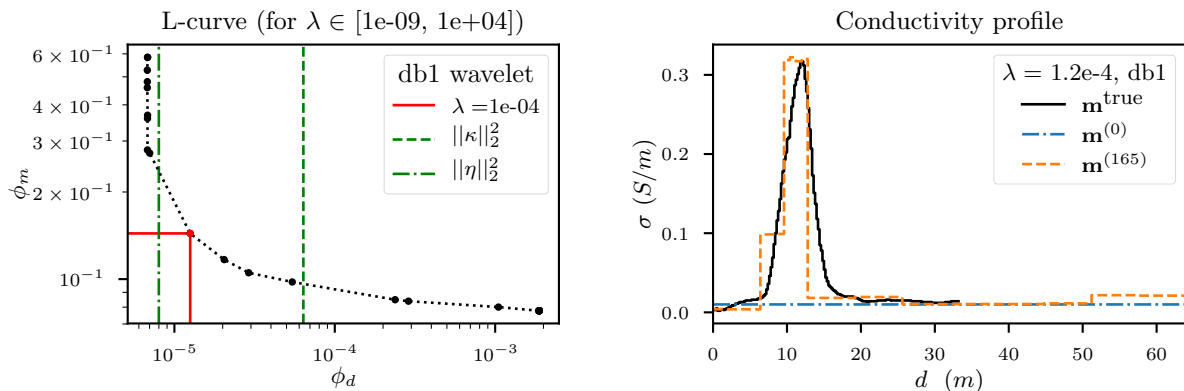 L-curve (for λ ∈ [1e-09, 1e+04])
6 × 10⁻¹
4 × 10⁻¹
3 × 10⁻¹
2 × 10⁻¹
10⁻¹
ϕ_m
db1 wavelet
λ =1e-04
||κ||₂²
||η||₂²
10⁻⁵
10⁻⁴
10⁻³
ϕ_d
Conductivity profile
0.3
0.2
0.1
0.0
σ (S/m)
λ = 1.2e-4, db1
m^true
m^(0)
m^(165)
0
10
20
30
40
50
60
d (m)